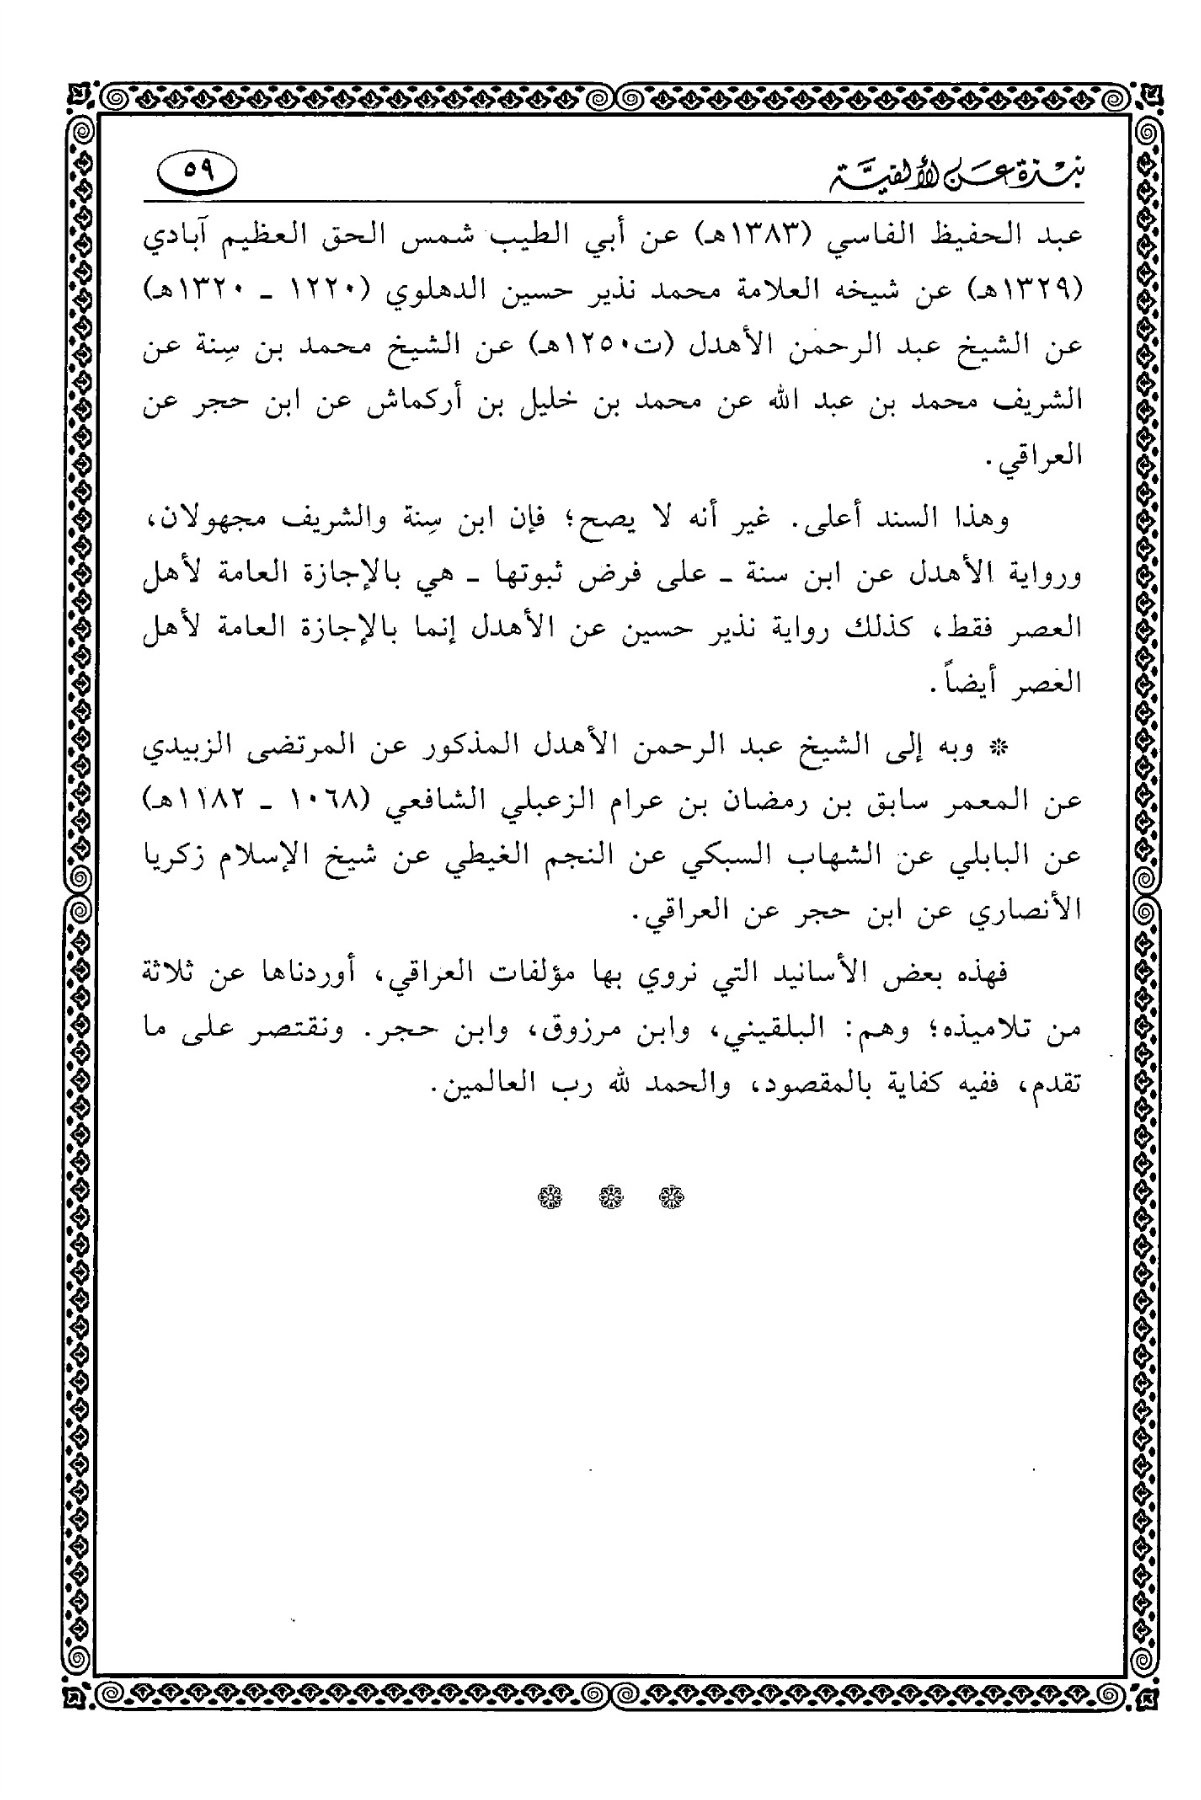 نبذة عن الألفية
٥٩
عبد الحفيظ الفاسي (١٣٨٣هـ) عن أبي الطيب شمس الحق العظيم آبادي
(١٣٢٩هـ) عن شيخه العلامة محمد نذير حسين الدهلوي (١٢٢٠ ـ ١٣٢٠هـ)
عن الشيخ عبد الرحمٰن الأهدل (ت١٢٥٠هـ) عن الشيخ محمد بن سِنة عن
الشريف محمد بن عبد الله عن محمد بن خليل بن أركماش عن ابن حجر عن
العراقي.
وهذا السند أعلى. غير أنه لا يصح؛ فإن ابن سِنة والشريف مجهولان،
ورواية الأهدل عن ابن سنة ـ على فرض ثبوتها ـ هي بالإجازة العامة لأهل
العصر فقط، كذلك رواية نذير حسين عن الأهدل إنما بالإجازة العامة لأهل
العصر أيضاً.
* وبه إلى الشيخ عبد الرحمن الأهدل المذكور عن المرتضى الزبيدي
عن المعمر سابق بن رمضان بن عرام الزعبلي الشافعي (١٠٦٨ ـ ١١٨٢هـ)
عن البابلي عن الشهاب السبكي عن النجم الغيطي عن شيخ الإسلام زكريا
الأنصاري عن ابن حجر عن العراقي.
فهذه بعض الأسانيد التي نروي بها مؤلفات العراقي، أوردناها عن ثلاثة
من تلاميذه؛ وهم: البلقيني، وابن مرزوق، وابن حجر. ونقتصر على ما
تقدم، ففيه كفاية بالمقصود، والحمد لله رب العالمين.